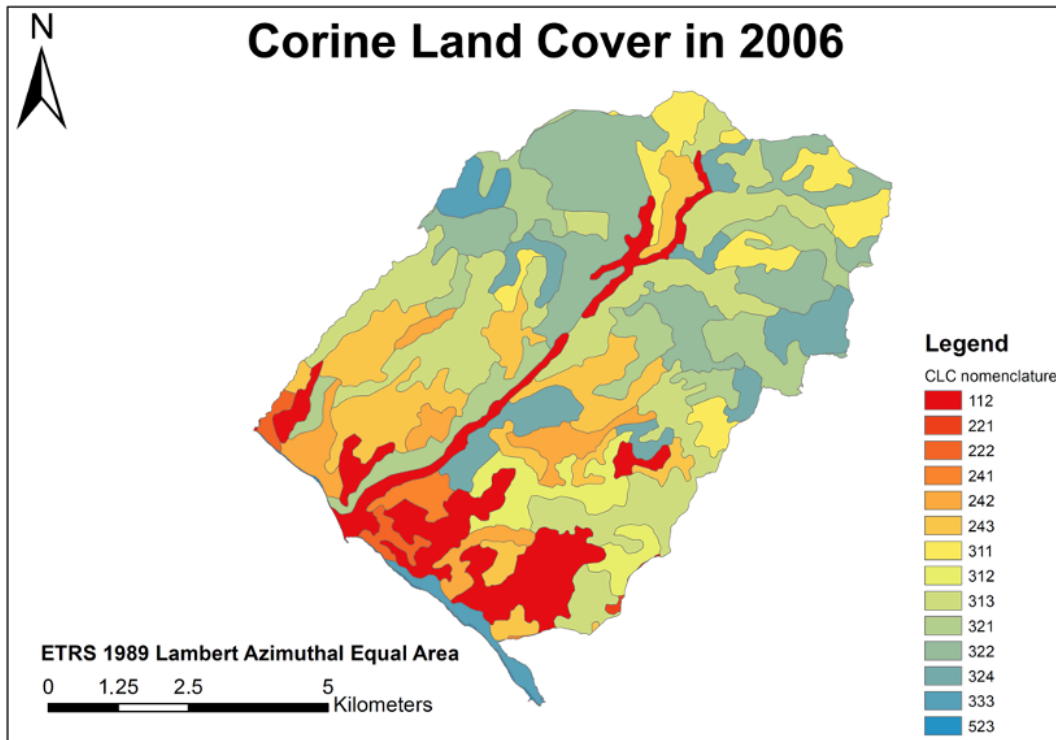 N
Corine Land Cover in 2006
Legend
CLC nomenclature
112
221
222
241
242
243
311
312
313
321
322
324
333
523
ETRS 1989 Lambert Azimuthal Equal Area
0 1.25 2.5 5
Kilometers